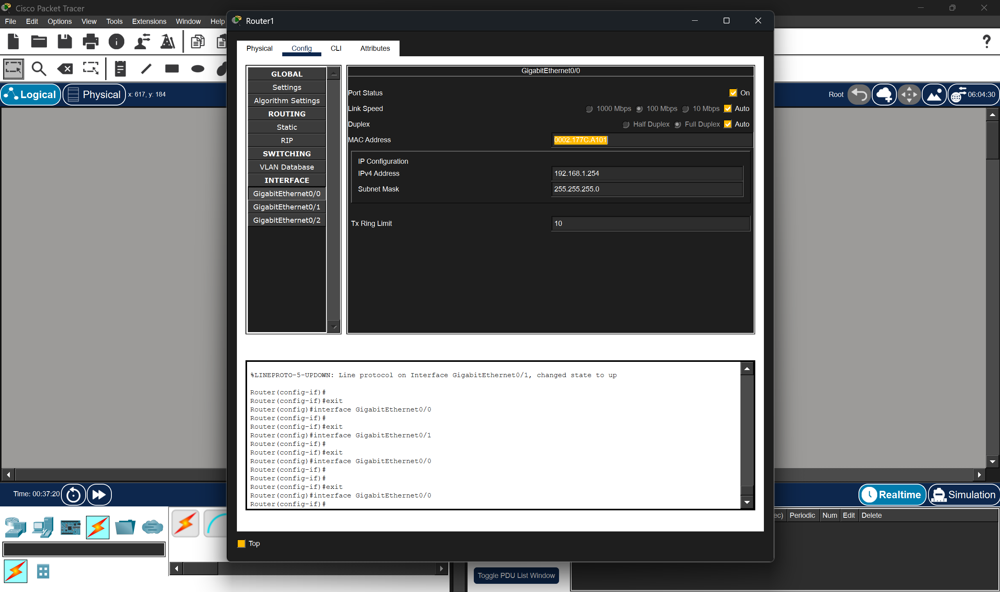 Cisco Packet Tracer
File Edit Options View Tools Extensions Window Help
Router1
Physical Config CLI Attributes
GLOBAL
Settings
Algorithm Settings
ROUTING
Static
RIP
SWITCHING
VLAN Database
INTERFACE
GigabitEthernet0/0
GigabitEthernet0/1
GigabitEthernet0/2
GigabitEthernet0/0
Port Status On
Link Speed 1000 Mbps 100 Mbps 10 Mbps Auto
Duplex Half Duplex Full Duplex Auto
MAC Address 0002.177C.A101
IP Configuration
IPv4 Address 192.168.1.254
Subnet Mask 255.255.255.0
Tx Ring Limit 10
%LINEPROTO-5-UPDOWN: Line protocol on Interface GigabitEthernet0/1, changed state to up
Router(config-if)#
Router(config-if)#exit
Router(config)#interface GigabitEthernet0/0
Router(config-if)#
Router(config-if)#exit
Router(config)#interface GigabitEthernet0/1
Router(config-if)#
Router(config-if)#exit
Router(config)#interface GigabitEthernet0/0
Router(config-if)#
Router(config-if)#
Router(config-if)#exit
Router(config)#interface GigabitEthernet0/0
Router(config-if)#
Top
Logical Physical x: 617, y: 184
Root 06:04:30
?
Time: 00:37:20
Realtime Simulation
ec) Periodic Num Edit Delete
Toggle PDU List Window